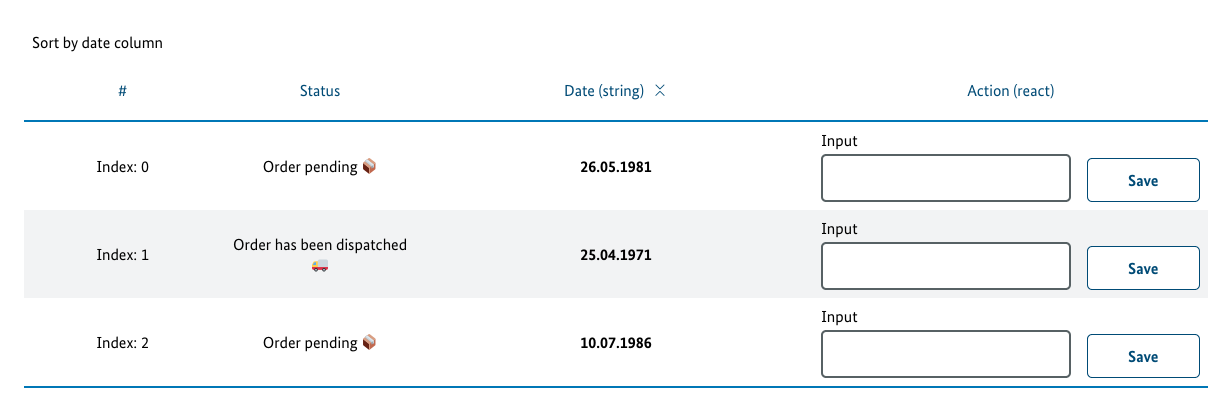 Sort by date column
# Status Date (string) Action (react)
Input
Index: 0 Order pending 📦 26.05.1981 Save
Input
Index: 1 Order has been dispatched 🚚 25.04.1971 Save
Input
Index: 2 Order pending 📦 10.07.1986 Save